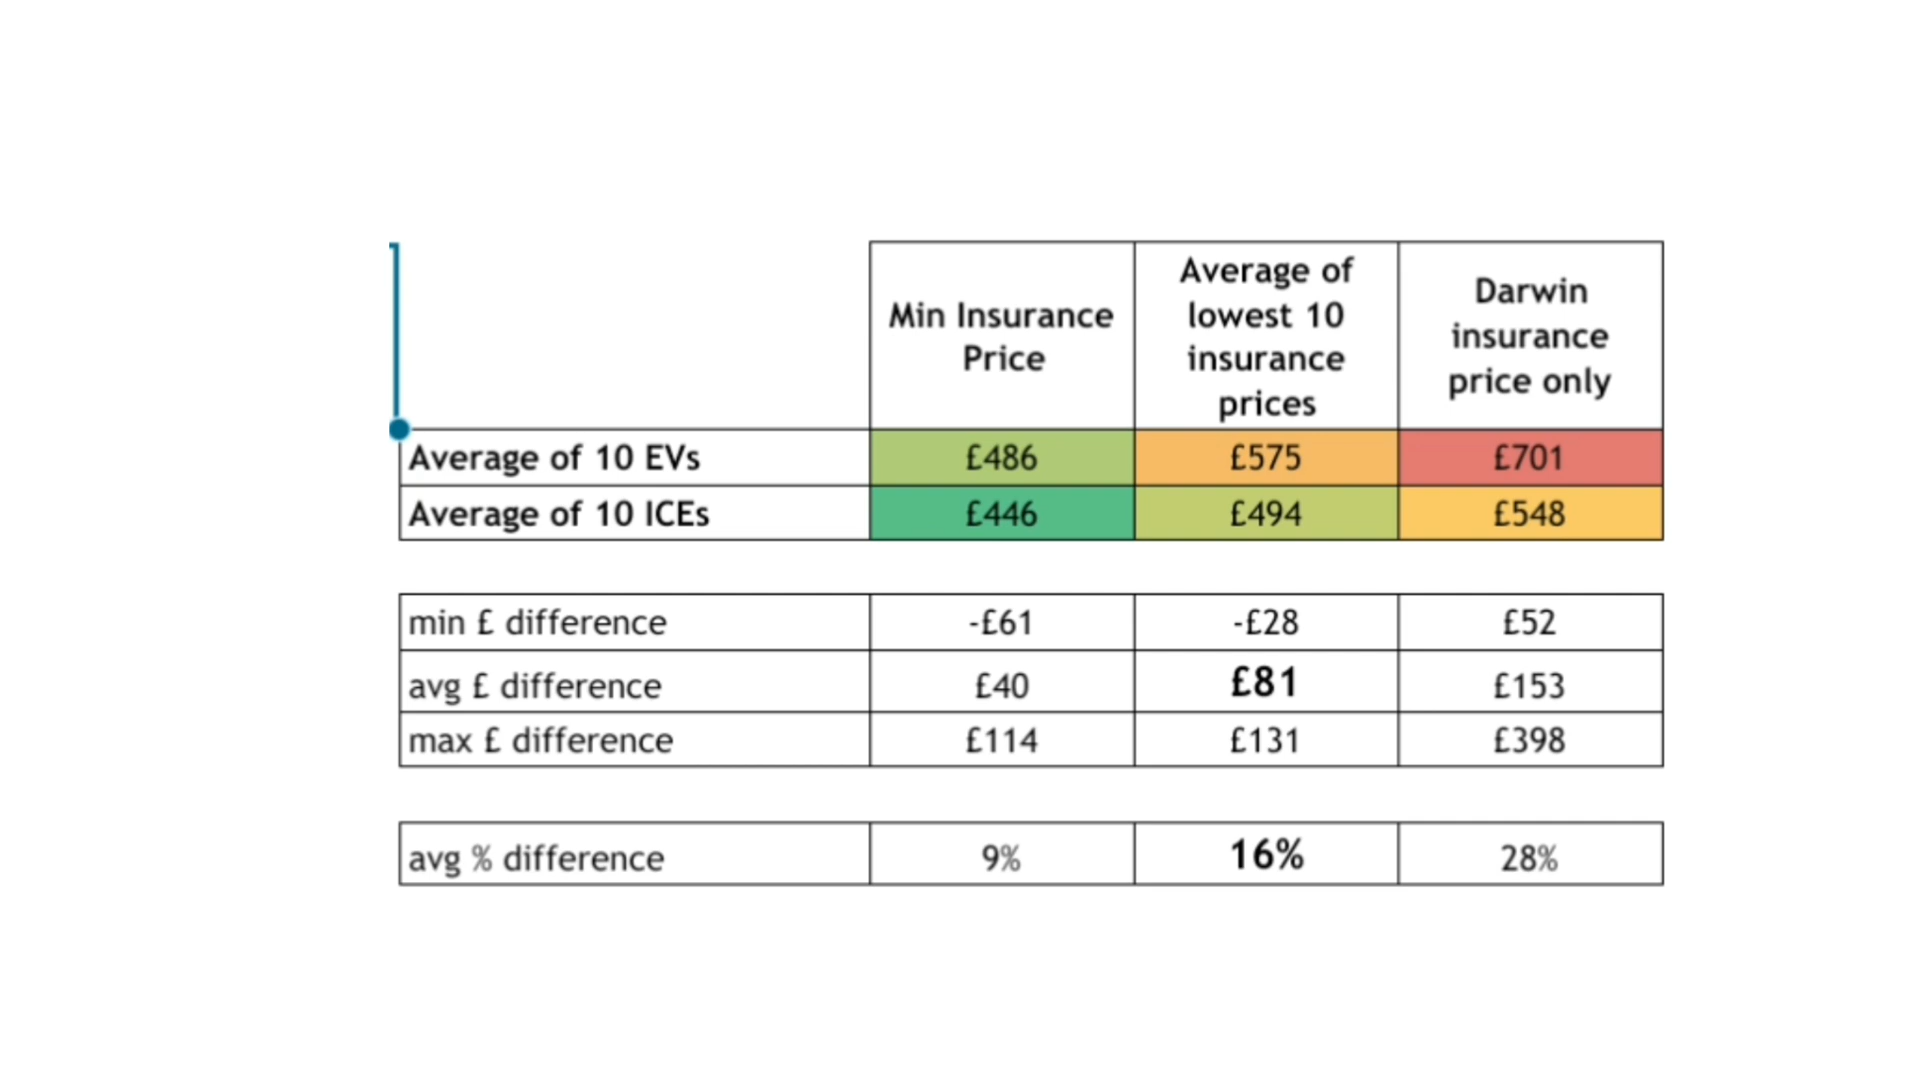 Min Insurance
Price
Average of
lowest 10
insurance
prices
Darwin
insurance
price only
Average of 10 EVs £486 £575 £701
Average of 10 ICEs £446 £494 £548
min £ difference -£61 -£28 £52
avg £ difference £40 £81 £153
max £ difference £114 £131 £398
avg % difference 9% 16% 28%